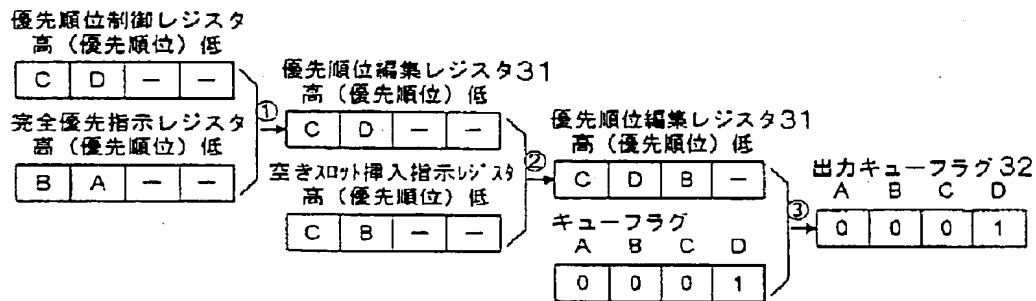 優先順位制御レジスタ
高（優先順位）低
C D － －
完全優先指示レジスタ
高（優先順位）低
B A － －
①
優先順位編集レジスタ31
高（優先順位）低
C D － －
空きスロット挿入指示レジスタ
高（優先順位）低
C B － －
②
優先順位編集レジスタ31
高（優先順位）低
C D B －
キューフラグ
A B C D
0 0 0 1
③
出力キューフラグ32
A B C D
0 0 0 1